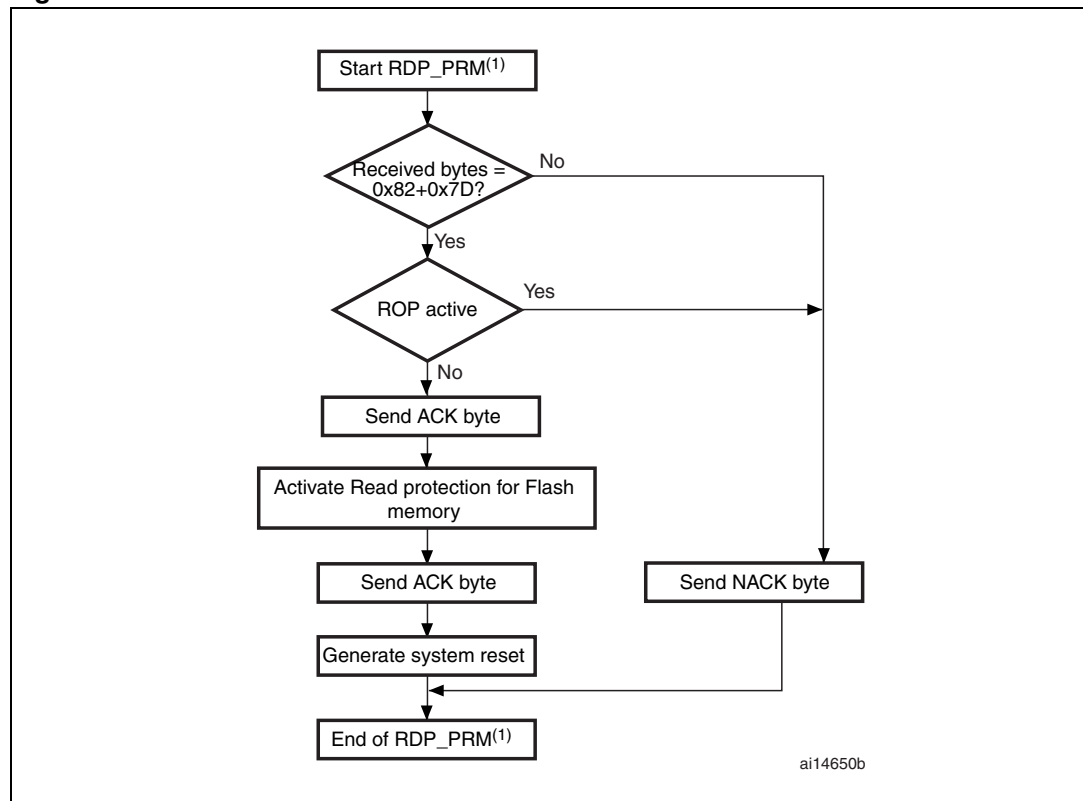 Start RDP_PRM(1)
Received bytes =
0x82+0x7D?
No
Yes
ROP active
Yes
No
Send ACK byte
Activate Read protection for Flash
memory
Send ACK byte
Send NACK byte
Generate system reset
End of RDP_PRM(1)
ai14650b